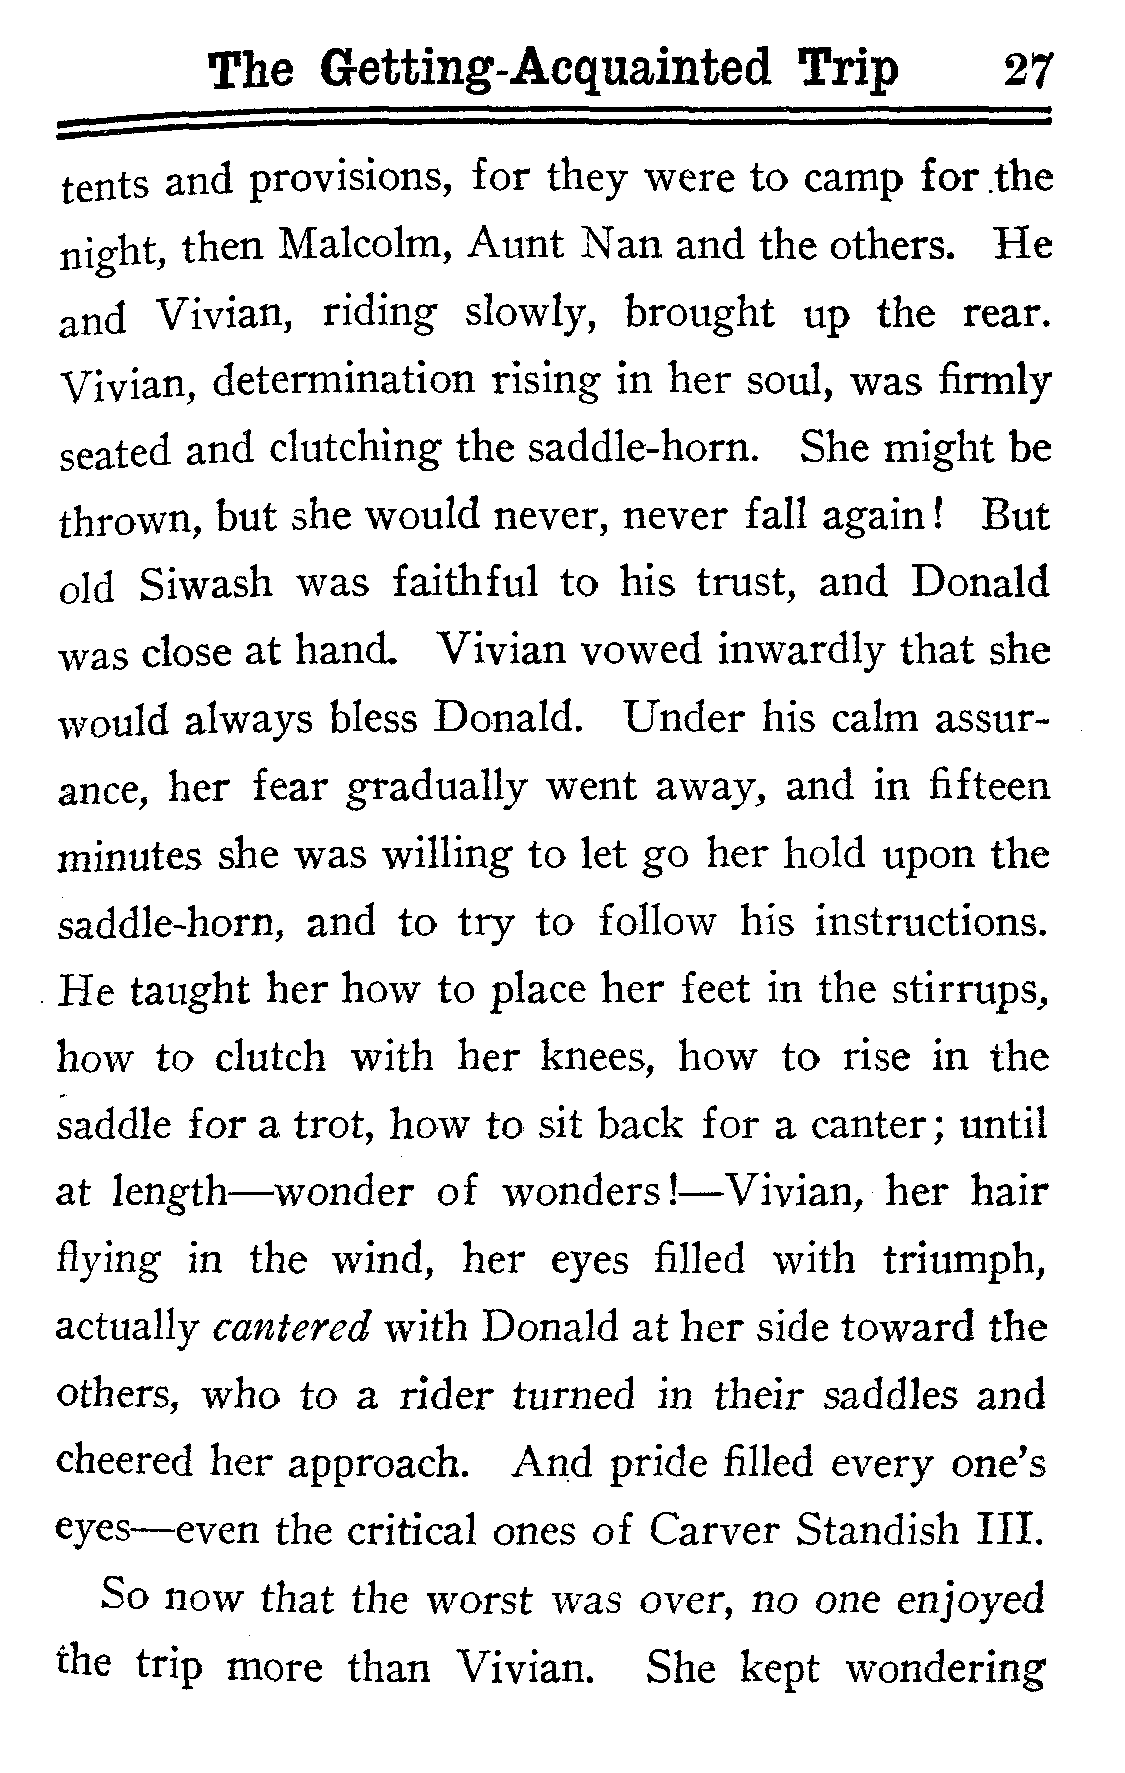 The Getting-Acquainted Trip 27
tents and provisions, for they were to camp for the
night, then Malcolm, Aunt Nan and the others. He
and Vivian, riding slowly, brought up the rear.
Vivian, determination rising in her soul, was firmly
seated and clutching the saddle-horn. She might be
thrown, but she would never, never fall again! But
old Siwash was faithful to his trust, and Donald
was close at hand. Vivian vowed inwardly that she
would always bless Donald. Under his calm assur-
ance, her fear gradually went away, and in fifteen
minutes she was willing to let go her hold upon the
saddle-horn, and to try to follow his instructions.
He taught her how to place her feet in the stirrups,
how to clutch with her knees, how to rise in the
saddle for a trot, how to sit back for a canter; until
at length—wonder of wonders!—Vivian, her hair
flying in the wind, her eyes filled with triumph,
actually cantered with Donald at her side toward the
others, who to a rider turned in their saddles and
cheered her approach. And pride filled every one's
eyes—even the critical ones of Carver Standish III.
So now that the worst was over, no one enjoyed
the trip more than Vivian. She kept wondering